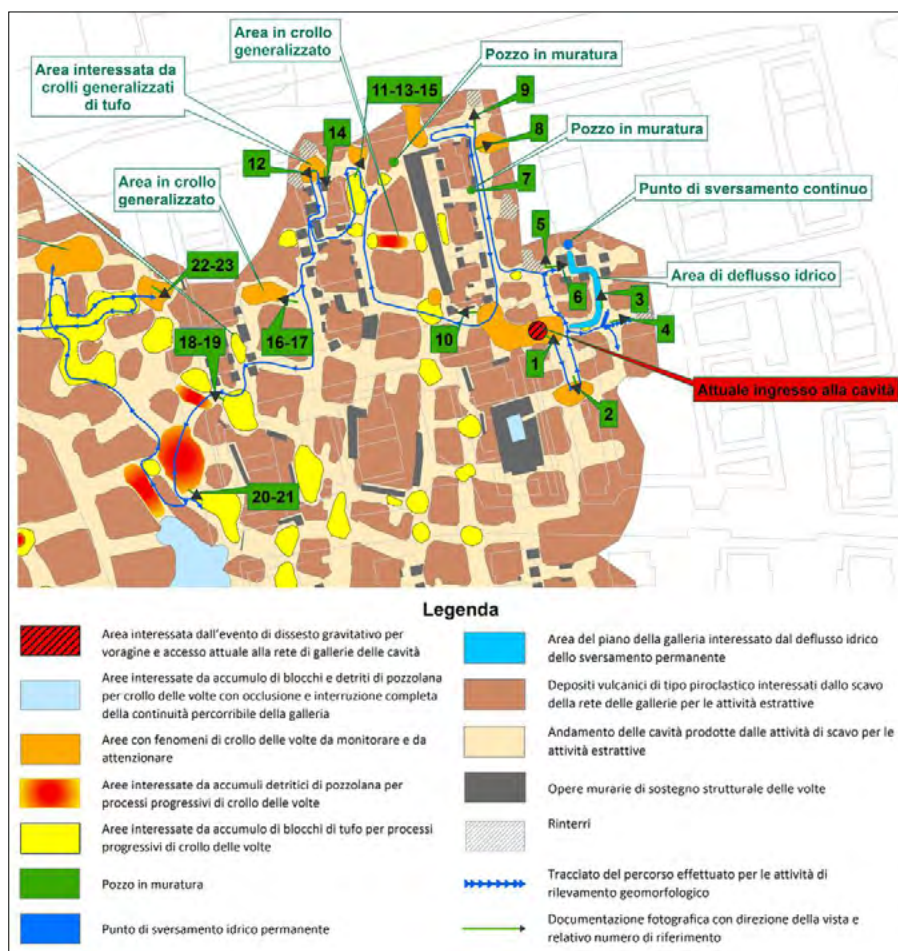 Area in crollo
generalizzato
Pozzo in muratura
Area interessata da
crolli generalizzati
di tufo
11-13-15
9
14
8
12
Pozzo in muratura
Area in crollo
generalizzato
7
Punto di sversamento continuo
5
22-23
Area di deflusso idrico
6
3
16-17
10
4
18-19
1
Attuale ingresso alla cavità
2
20-21
Legenda
Area interessata dall'evento di dissesto gravitativo per
voragine e accesso attuale alla rete di gallerie delle cavità
Aree interessate da accumulo di blocchi e detriti di pozzolana
per crollo delle volte con occlusione e interruzione completa
della continuità percorribile della galleria
Aree con fenomeni di crollo delle volte da monitorare e da
attenzionare
Aree interessate da accumuli detritici di pozzolana per
processi progressivi di crollo delle volte
Aree interessate da accumulo di blocchi di tufo per processi
progressivi di crollo delle volte
Pozzo in muratura
Punto di sversamento idrico permanente
Area del piano della galleria interessato dal deflusso idrico
dello sversamento permanente
Depositi vulcanici di tipo piroclastico interessati dallo scavo
della rete delle gallerie per le attività estrattive
Andamento delle cavità prodotte dalle attività di scavo per le
attività estrattive
Opere murarie di sostegno strutturale delle volte
Rinterri
Tracciato del percorso effettuato per le attività di
rilevamento geomorfologico
Documentazione fotografica con direzione della vista e
relativo numero di riferimento